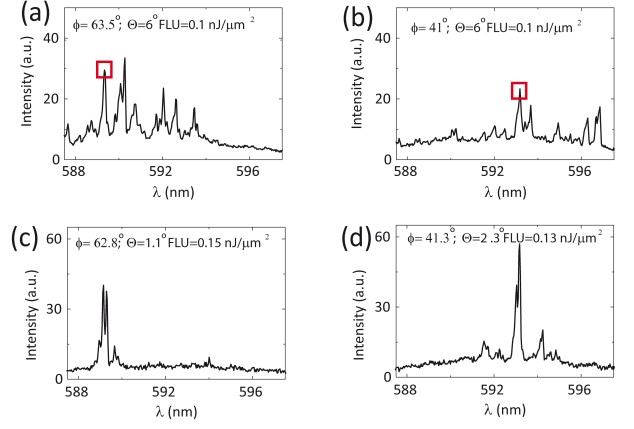 (a)
ϕ= 63.5°; Θ=6°FLU=0.1 nJ/μm²
40
20
0
Intensity (a.u.)
588 592 596
λ (nm)
(b)
ϕ= 41°; Θ=6°FLU=0.1 nJ/μm²
40
20
0
Intensity (a.u.)
588 592 596
λ (nm)
(c)
ϕ= 62.8;° Θ=1.1°FLU=0.15 nJ/μm²
60
30
0
Intensity (a.u.)
588 592 596
λ (nm)
(d)
ϕ= 41.3°; Θ=2.3°FLU=0.13 nJ/μm²
60
30
0
Intensity (a.u.)
588 592 596
λ (nm)